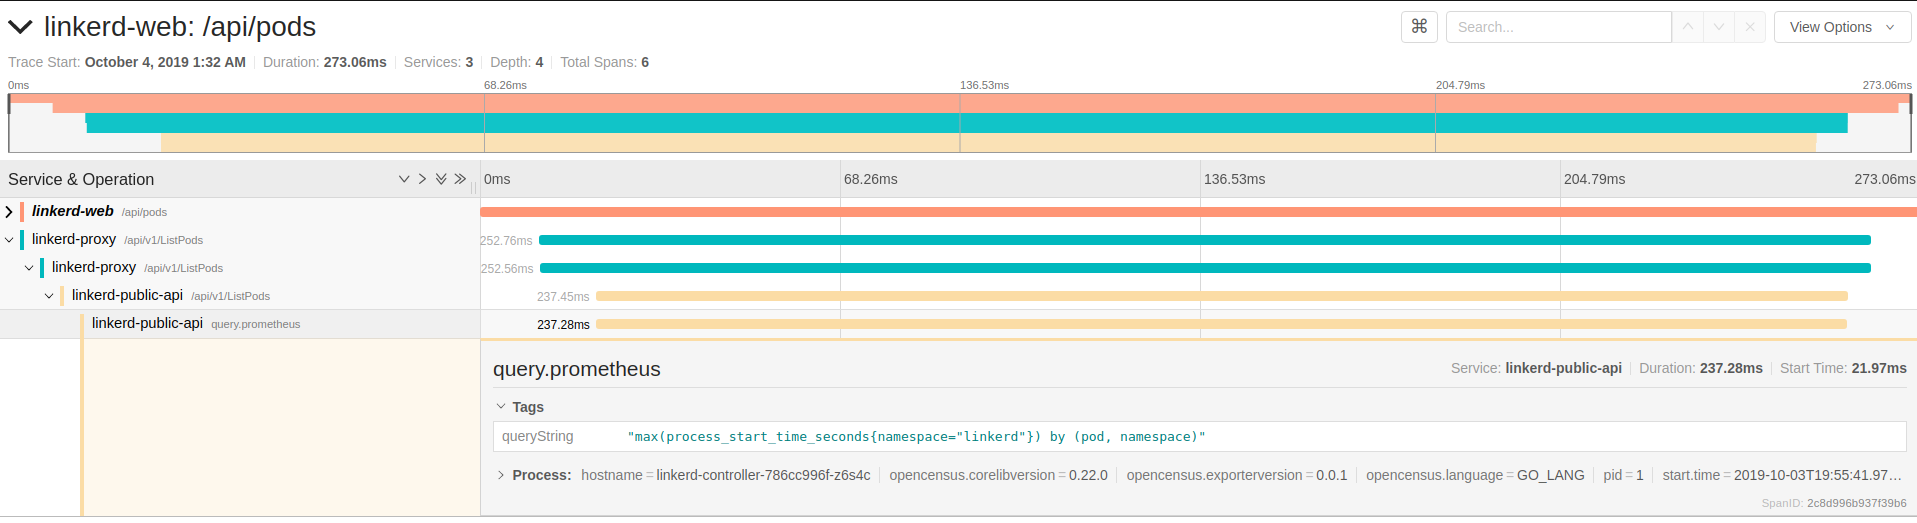 linkerd-web: /api/pods
⌘ Search... View Options
Trace Start: October 4, 2019 1:32 AM Duration: 273.06ms Services: 3 Depth: 4 Total Spans: 6
0ms 68.26ms 136.53ms 204.79ms 273.06ms
Service & Operation 0ms 68.26ms 136.53ms 204.79ms 273.06ms
linkerd-web /api/pods
linkerd-proxy /api/v1/ListPods 252.76ms
linkerd-proxy /api/v1/ListPods 252.56ms
linkerd-public-api /api/v1/ListPods 237.45ms
linkerd-public-api query.prometheus 237.28ms
query.prometheus Service: linkerd-public-api Duration: 237.28ms Start Time: 21.97ms
Tags
queryString "max(process_start_time_seconds{namespace="linkerd"}) by (pod, namespace)"
Process: hostname = linkerd-controller-786cc996f-z6s4c opencensus.corelibversion = 0.22.0 opencensus.exporterversion = 0.0.1 opencensus.language = GO_LANG pid = 1 start.time = 2019-10-03T19:55:41.97…
SpanID: 2c8d996b937f39b6